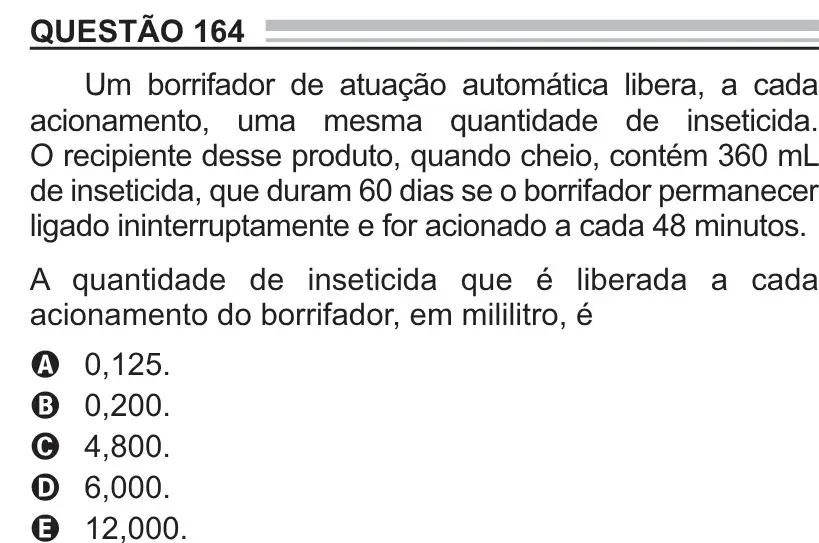 QUESTÃO 164
Um borrifador de atuação automática libera, a cada
acionamento, uma mesma quantidade de inseticida.
O recipiente desse produto, quando cheio, contém 360 mL
de inseticida, que duram 60 dias se o borrifador permanecer
ligado ininterruptamente e for acionado a cada 48 minutos.
A quantidade de inseticida que é liberada a cada
acionamento do borrifador, em mililitro, é
A 0,125.
B 0,200.
C 4,800.
D 6,000.
E 12,000.